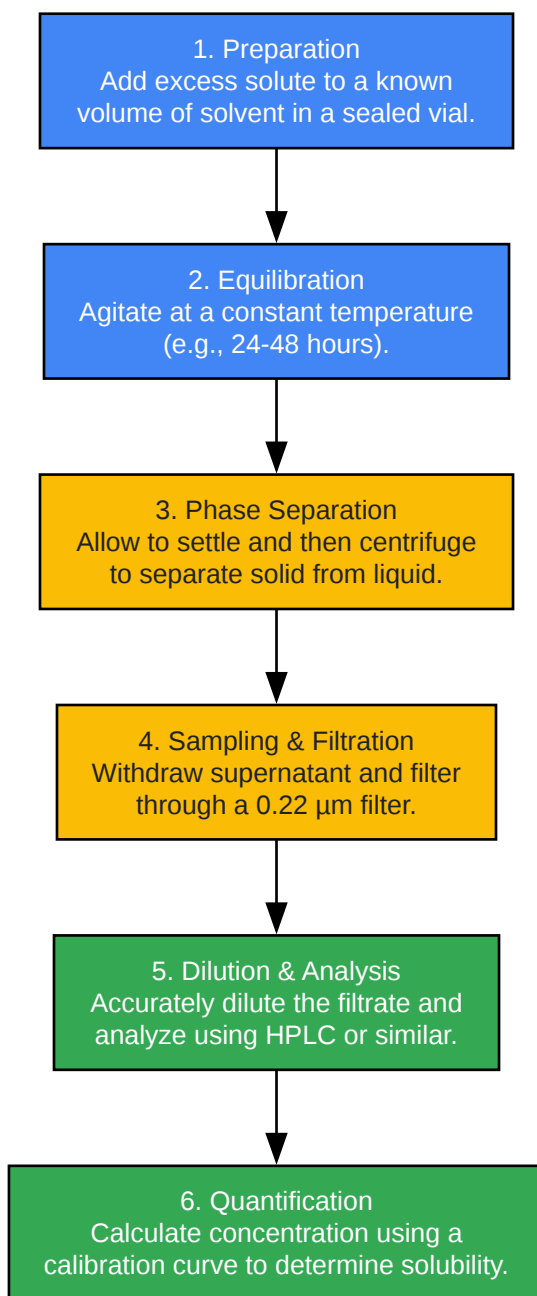 1. Preparation
Add excess solute to a known
volume of solvent in a sealed vial.
2. Equilibration
Agitate at a constant temperature
(e.g., 24-48 hours).
3. Phase Separation
Allow to settle and then centrifuge
to separate solid from liquid.
4. Sampling & Filtration
Withdraw supernatant and filter
through a 0.22 µm filter.
5. Dilution & Analysis
Accurately dilute the filtrate and
analyze using HPLC or similar.
6. Quantification
Calculate concentration using a
calibration curve to determine solubility.